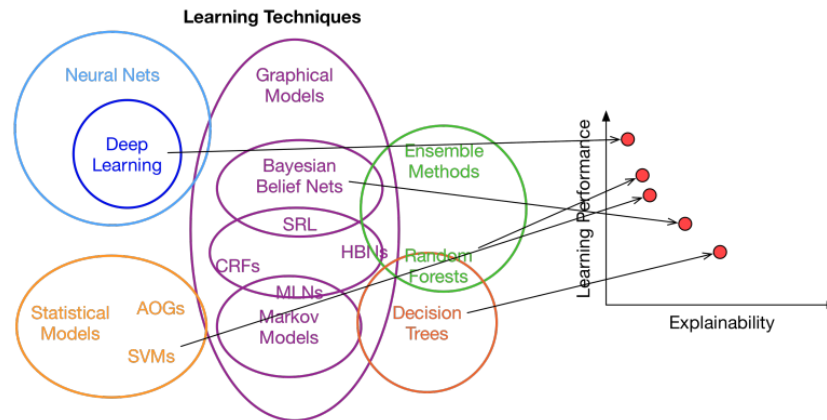 Learning Techniques
Neural Nets
Deep
Learning
Graphical
Models
Bayesian
Belief Nets
SRL
CRFs
HBNs
MLNs
Markov
Models
Ensemble
Methods
Random
Forests
Statistical
Models
AOGs
SVMs
Decision
Trees
Learning Performance
Explainability